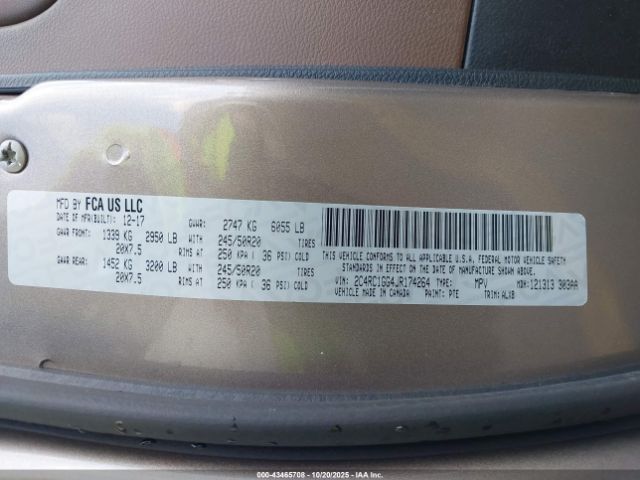 MFD BY FCA US LLC
DATE OF MFR(BUILT): 12-17 GVWR: 2747 KG 6055 LB
GAWR FRONT: 1339 KG 2950 LB WITH 245/50R20 TIRES
20X7.5 RIMS AT 250 KPA ( 36 PSI) COLD
GAWR REAR: 1452 KG 3200 LB WITH 245/50R20 TIRES
20X7.5 RIMS AT 250 KPA ( 36 PSI) COLD
THIS VEHICLE CONFORMS TO ALL APPLICABLE U.S.A. FEDERAL MOTOR VEHICLE SAFETY
STANDARDS IN EFFECT ON THE DATE OF MANUFACTURE SHOWN ABOVE.
VIN: 2C4RC1GG4JR174264 TYPE: MPV MDH:121313 303AA
VEHICLE MADE IN CANADA PAINT: PTE TRIM:ALX8
000-43465708 - 10/20/2025 - COPYRIGHT © IAA, LLC